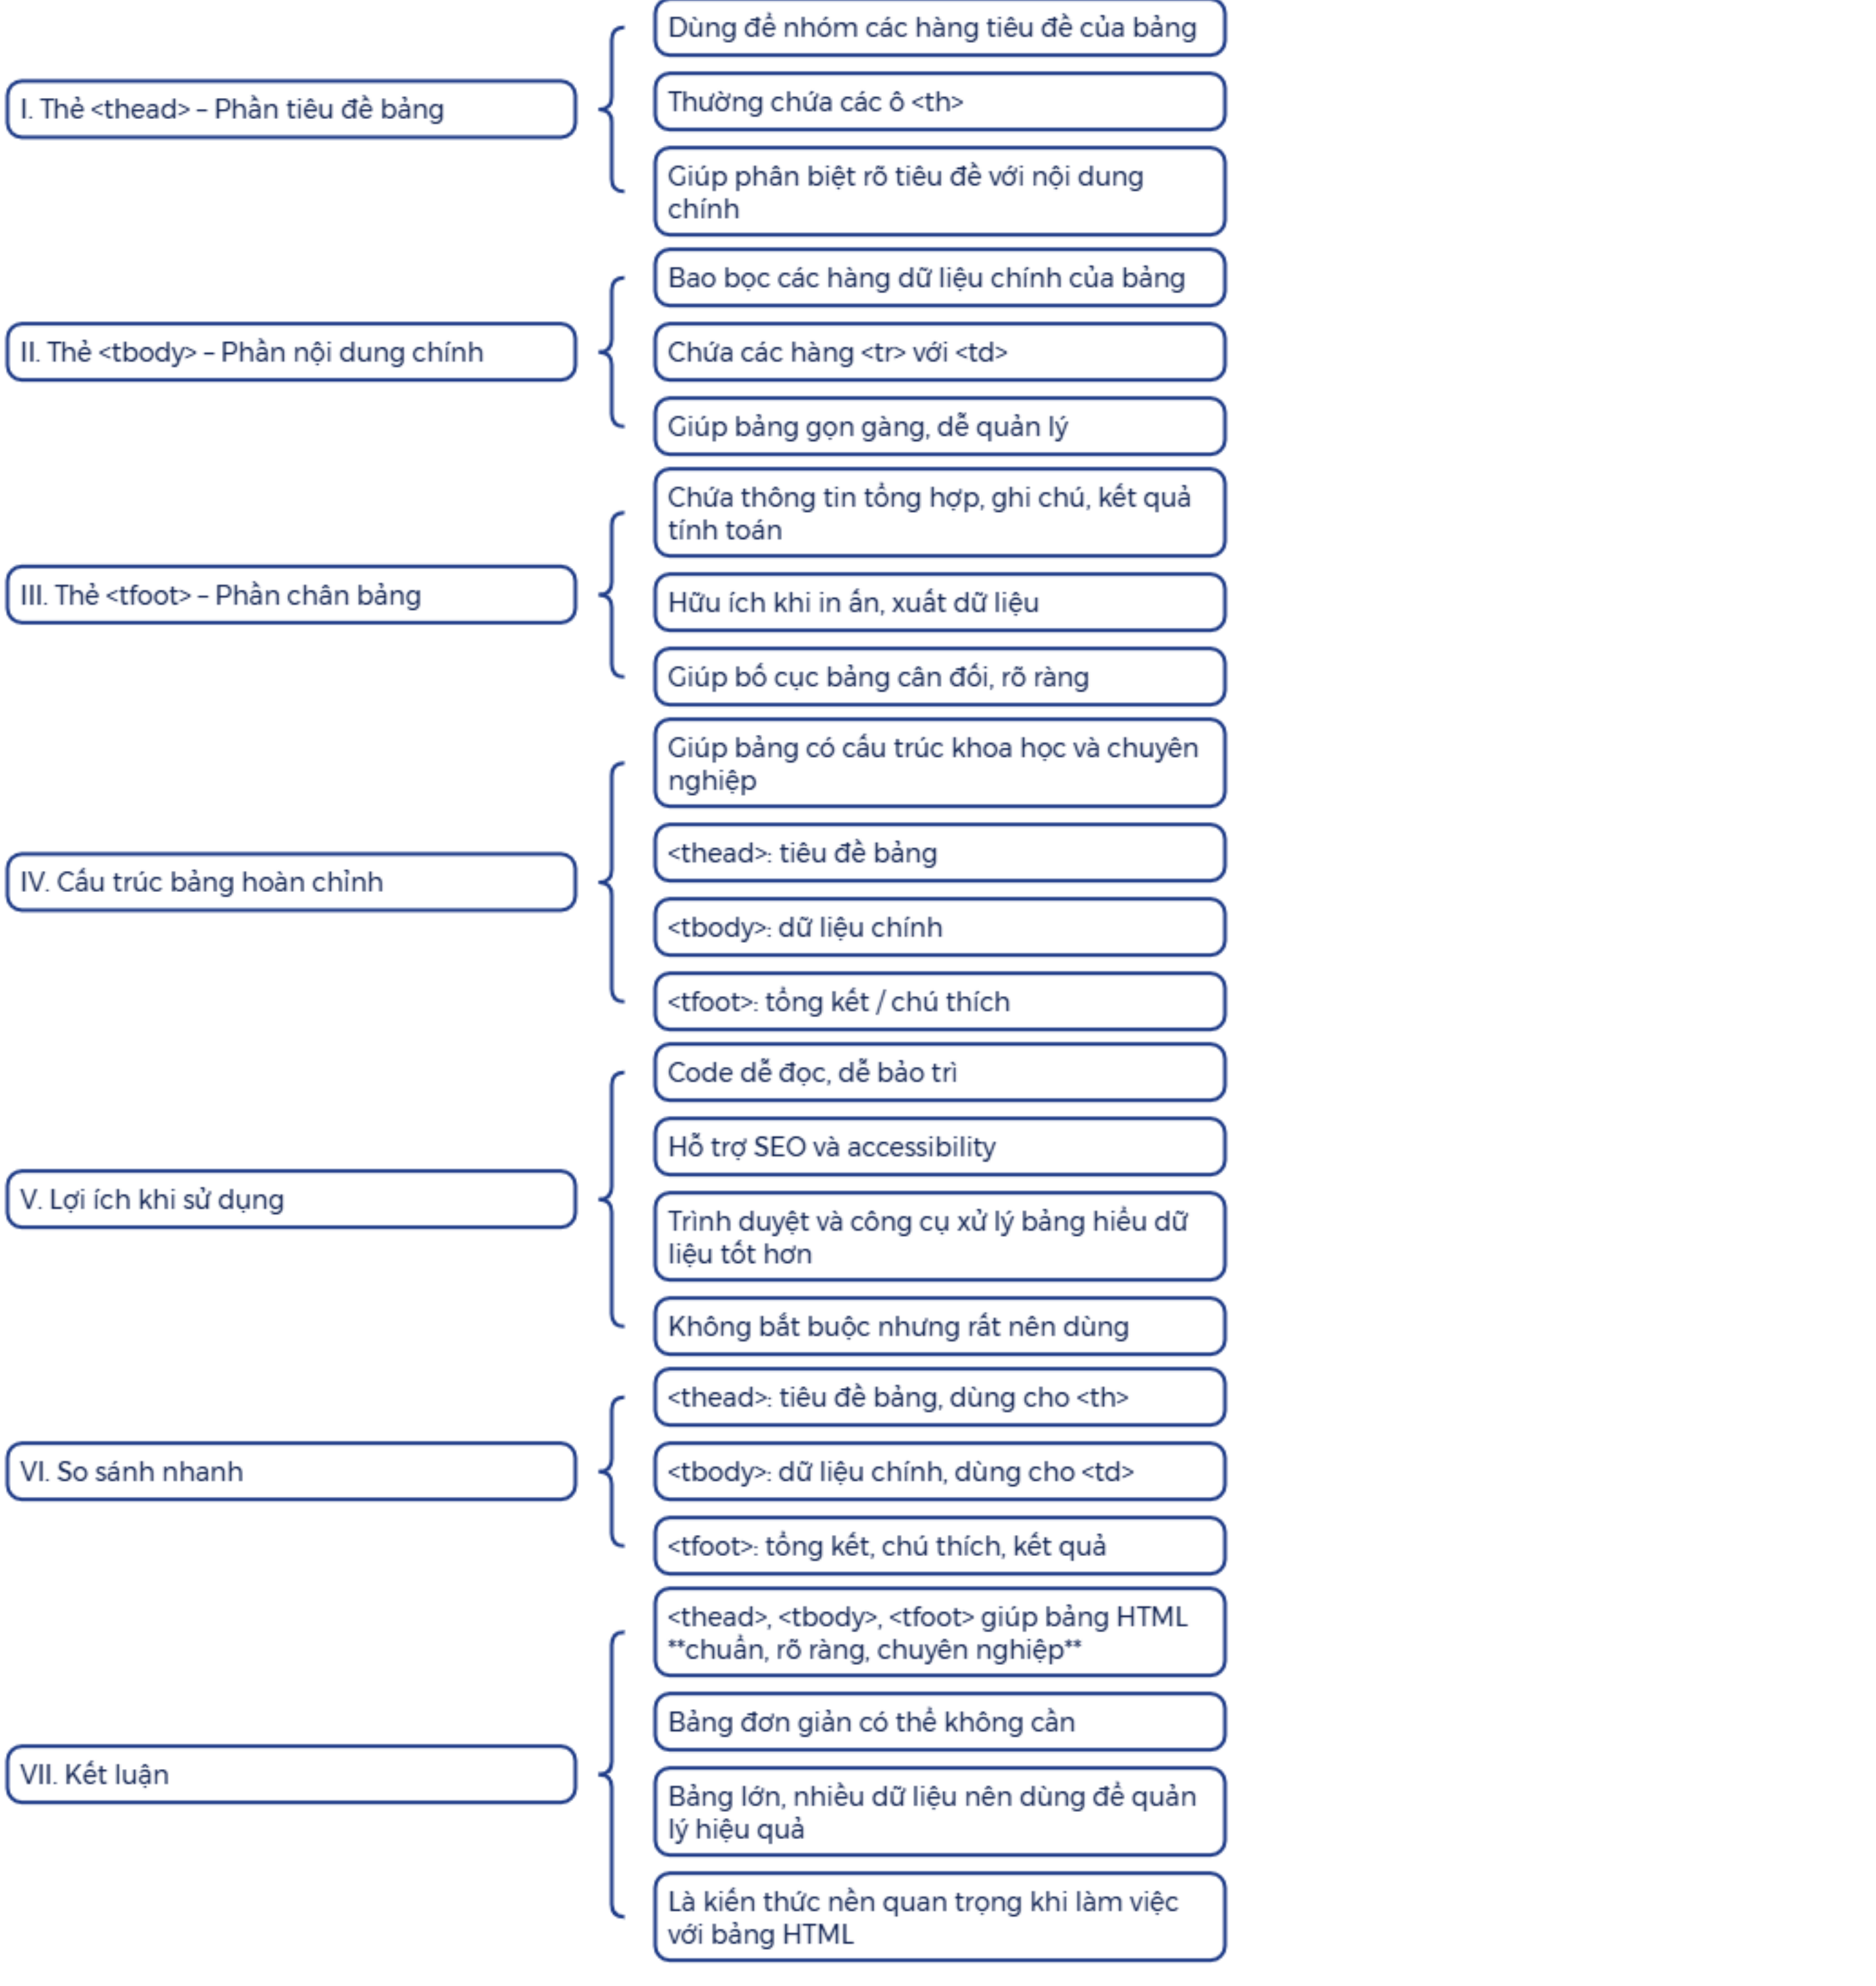 I. Thẻ <thead> – Phần tiêu đề bảng
Dùng để nhóm các hàng tiêu đề của bảng
Thường chứa các ô <th>
Giúp phân biệt rõ tiêu đề với nội dung
chính
II. Thẻ <tbody> – Phần nội dung chính
Bao bọc các hàng dữ liệu chính của bảng
Chứa các hàng <tr> với <td>
Giúp bảng gọn gàng, dễ quản lý
III. Thẻ <tfoot> – Phần chân bảng
Chứa thông tin tổng hợp, ghi chú, kết quả
tính toán
Hữu ích khi in ấn, xuất dữ liệu
Giúp bố cục bảng cân đối, rõ ràng
IV. Cấu trúc bảng hoàn chỉnh
Giúp bảng có cấu trúc khoa học và chuyên
nghiệp
<thead>: tiêu đề bảng
<tbody>: dữ liệu chính
<tfoot>: tổng kết / chú thích
V. Lợi ích khi sử dụng
Code dễ đọc, dễ bảo trì
Hỗ trợ SEO và accessibility
Trình duyệt và công cụ xử lý bảng hiểu dữ
liệu tốt hơn
Không bắt buộc nhưng rất nên dùng
VI. So sánh nhanh
<thead>: tiêu đề bảng, dùng cho <th>
<tbody>: dữ liệu chính, dùng cho <td>
<tfoot>: tổng kết, chú thích, kết quả
VII. Kết luận
<thead>, <tbody>, <tfoot> giúp bảng HTML
**chuẩn, rõ ràng, chuyên nghiệp**
Bảng đơn giản có thể không cần
Bảng lớn, nhiều dữ liệu nên dùng để quản
lý hiệu quả
Là kiến thức nền quan trọng khi làm việc
với bảng HTML